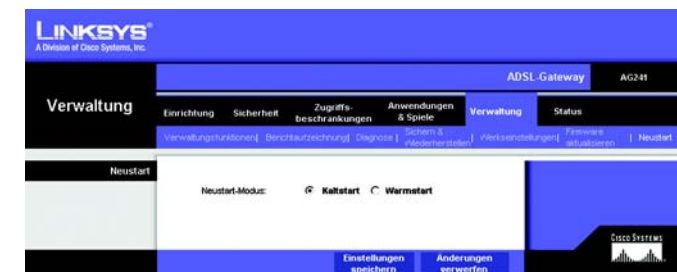 LINKSYS®
A Division of Cisco Systems, Inc.
ADSL-Gateway AG241
Verwaltung
Einrichtung Sicherheit Zugriffs-beschrankungen Anwendungen & Spiele Verwaltung Status
Verwaltungsfunktionen| Berichtaufzeichnung| Diagnose | Sichern & Wiederherstellen| Werkseinstellungen| Firmware aktualisieren | Neustart
Neustart
Neustart-Modus: Kaltstart Warmstart
CISCO SYSTEMS
Einstellungen speichern Änderungen verwerfen